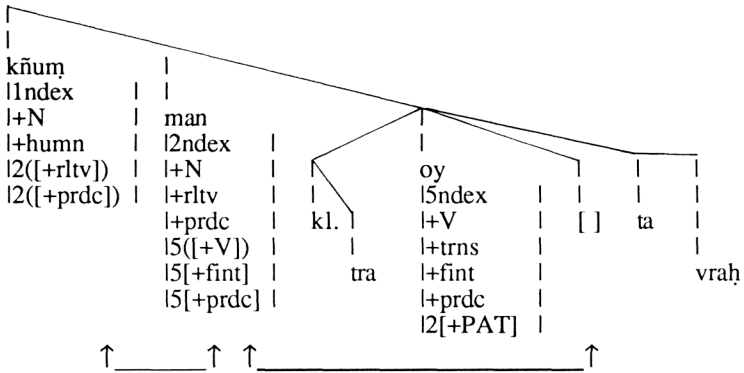 kñuṃ
|1ndex | |
|+N | man
|+humn | |2ndex | oy
|2([+rltv]) | |+N | |5ndex |
|2([+prdc]) | |+rltv | kl. |+V | [ ] ta
|+prdc | |+trns |
|5([+V]) | tra |+fint | vraḥ
|5[+fint] | |+prdc |
|5[+prdc] | |2[+PAT] |